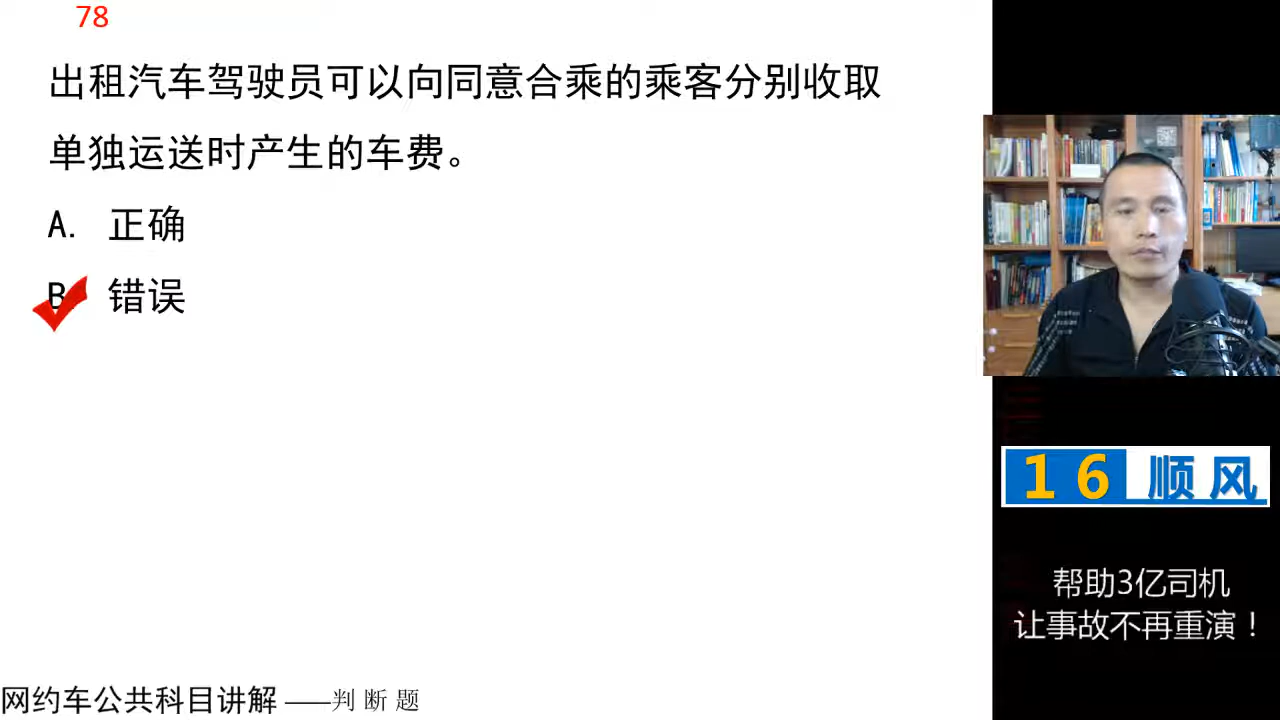 78
出租汽车驾驶员可以向同意合乘的乘客分别收取
单独运送时产生的车费。
A. 正确
B. 错误
16 顺风
帮助3亿司机
让事故不再重演！
网约车公共科目讲解 ——判断题